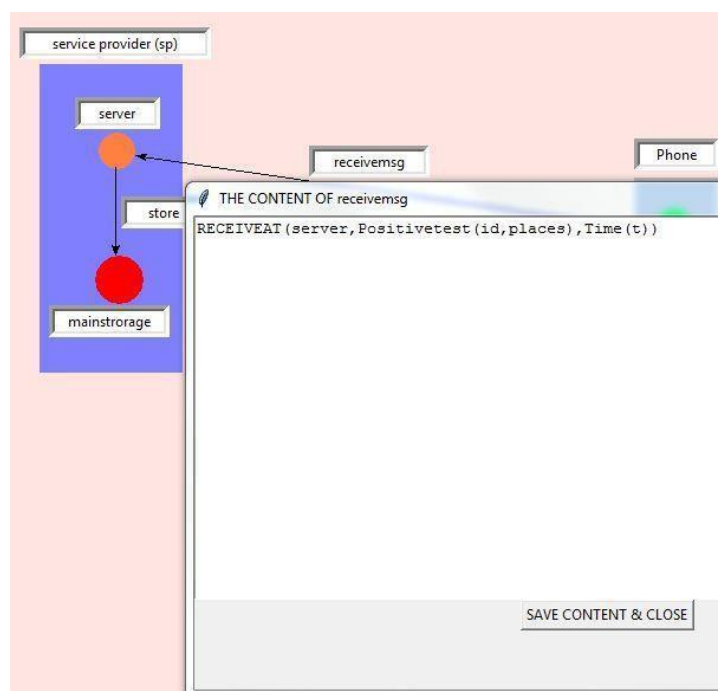 service provider (sp)
server
receivemsg
Phone
store
mainstrorage
THE CONTENT OF receivemsg
RECEIVEAT(server,Positivetest(id,places),Time(t))
SAVE CONTENT & CLOSE